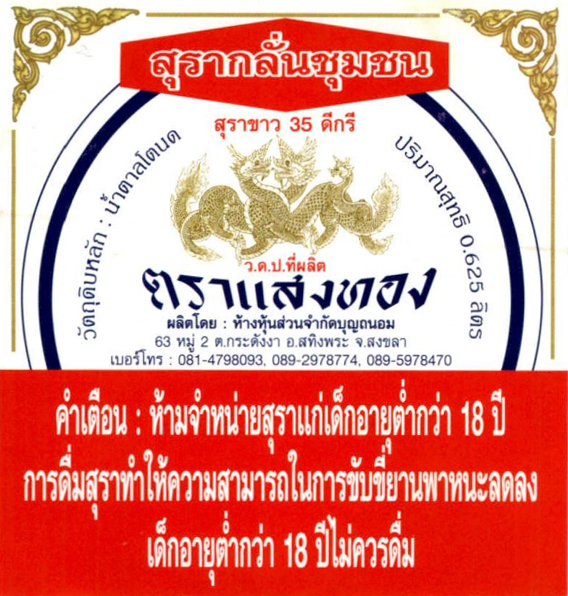 สุรากลั่นชุมชน
สุราขาว 35 ดีกรี
วัตถุดิบหลัก : น้ำตาลโตนด
ปริมาณสุทธิ 0.625 ลิตร
ว.ด.ป.ที่ผลิต
ตราแสงทอง
ผลิตโดย : ห้างหุ้นส่วนจำกัดบุญถนอม
63 หมู่ 2 ต.กระดังงา อ.สทิงพระ จ.สงขลา
เบอร์โทร : 081-4798093, 089-2978774, 089-5978470
คำเตือน : ห้ามจำหน่ายสุราแก่เด็กอายุต่ำกว่า 18 ปี
การดื่มสุราทำให้ความสามารถในการขับขี่ยานพาหนะลดลง
เด็กอายุต่ำกว่า 18 ปีไม่ควรดื่ม